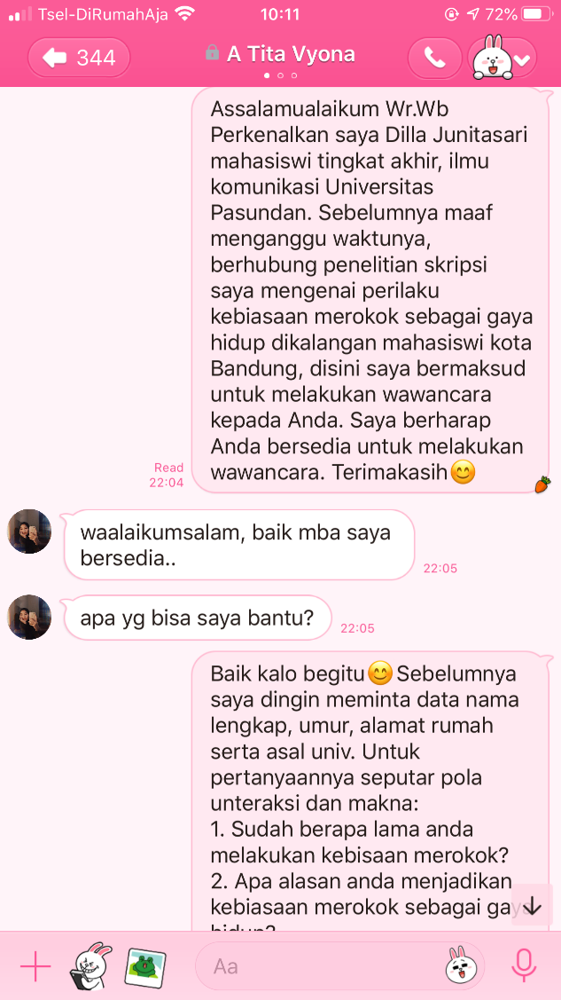 Tsel-DiRumahAja
10:11
72%
344
A Tita Vyona
Assalamualaikum Wr.Wb
Perkenalkan saya Dilla Junitasari
mahasiswi tingkat akhir, ilmu
komunikasi Universitas
Pasundan. Sebelumnya maaf
menganggu waktunya,
berhubung penelitian skripsi
saya mengenai perilaku
kebiasaan merokok sebagai gaya
hidup dikalangan mahasiswi kota
Bandung, disini saya bermaksud
untuk melakukan wawancara
kepada Anda. Saya berharap
Anda bersedia untuk melakukan
wawancara. Terimakasih😊
Read
22:04
waalaikumsalam, baik mba saya
bersedia..
22:05
apa yg bisa saya bantu?
22:05
Baik kalo begitu😊Sebelumnya
saya dingin meminta data nama
lengkap, umur, alamat rumah
serta asal univ. Untuk
pertanyaannya seputar pola
unteraksi dan makna:
1. Sudah berapa lama anda
melakukan kebisaan merokok?
2. Apa alasan anda menjadikan
kebiasaan merokok sebagai gaya
hidup?
Aa